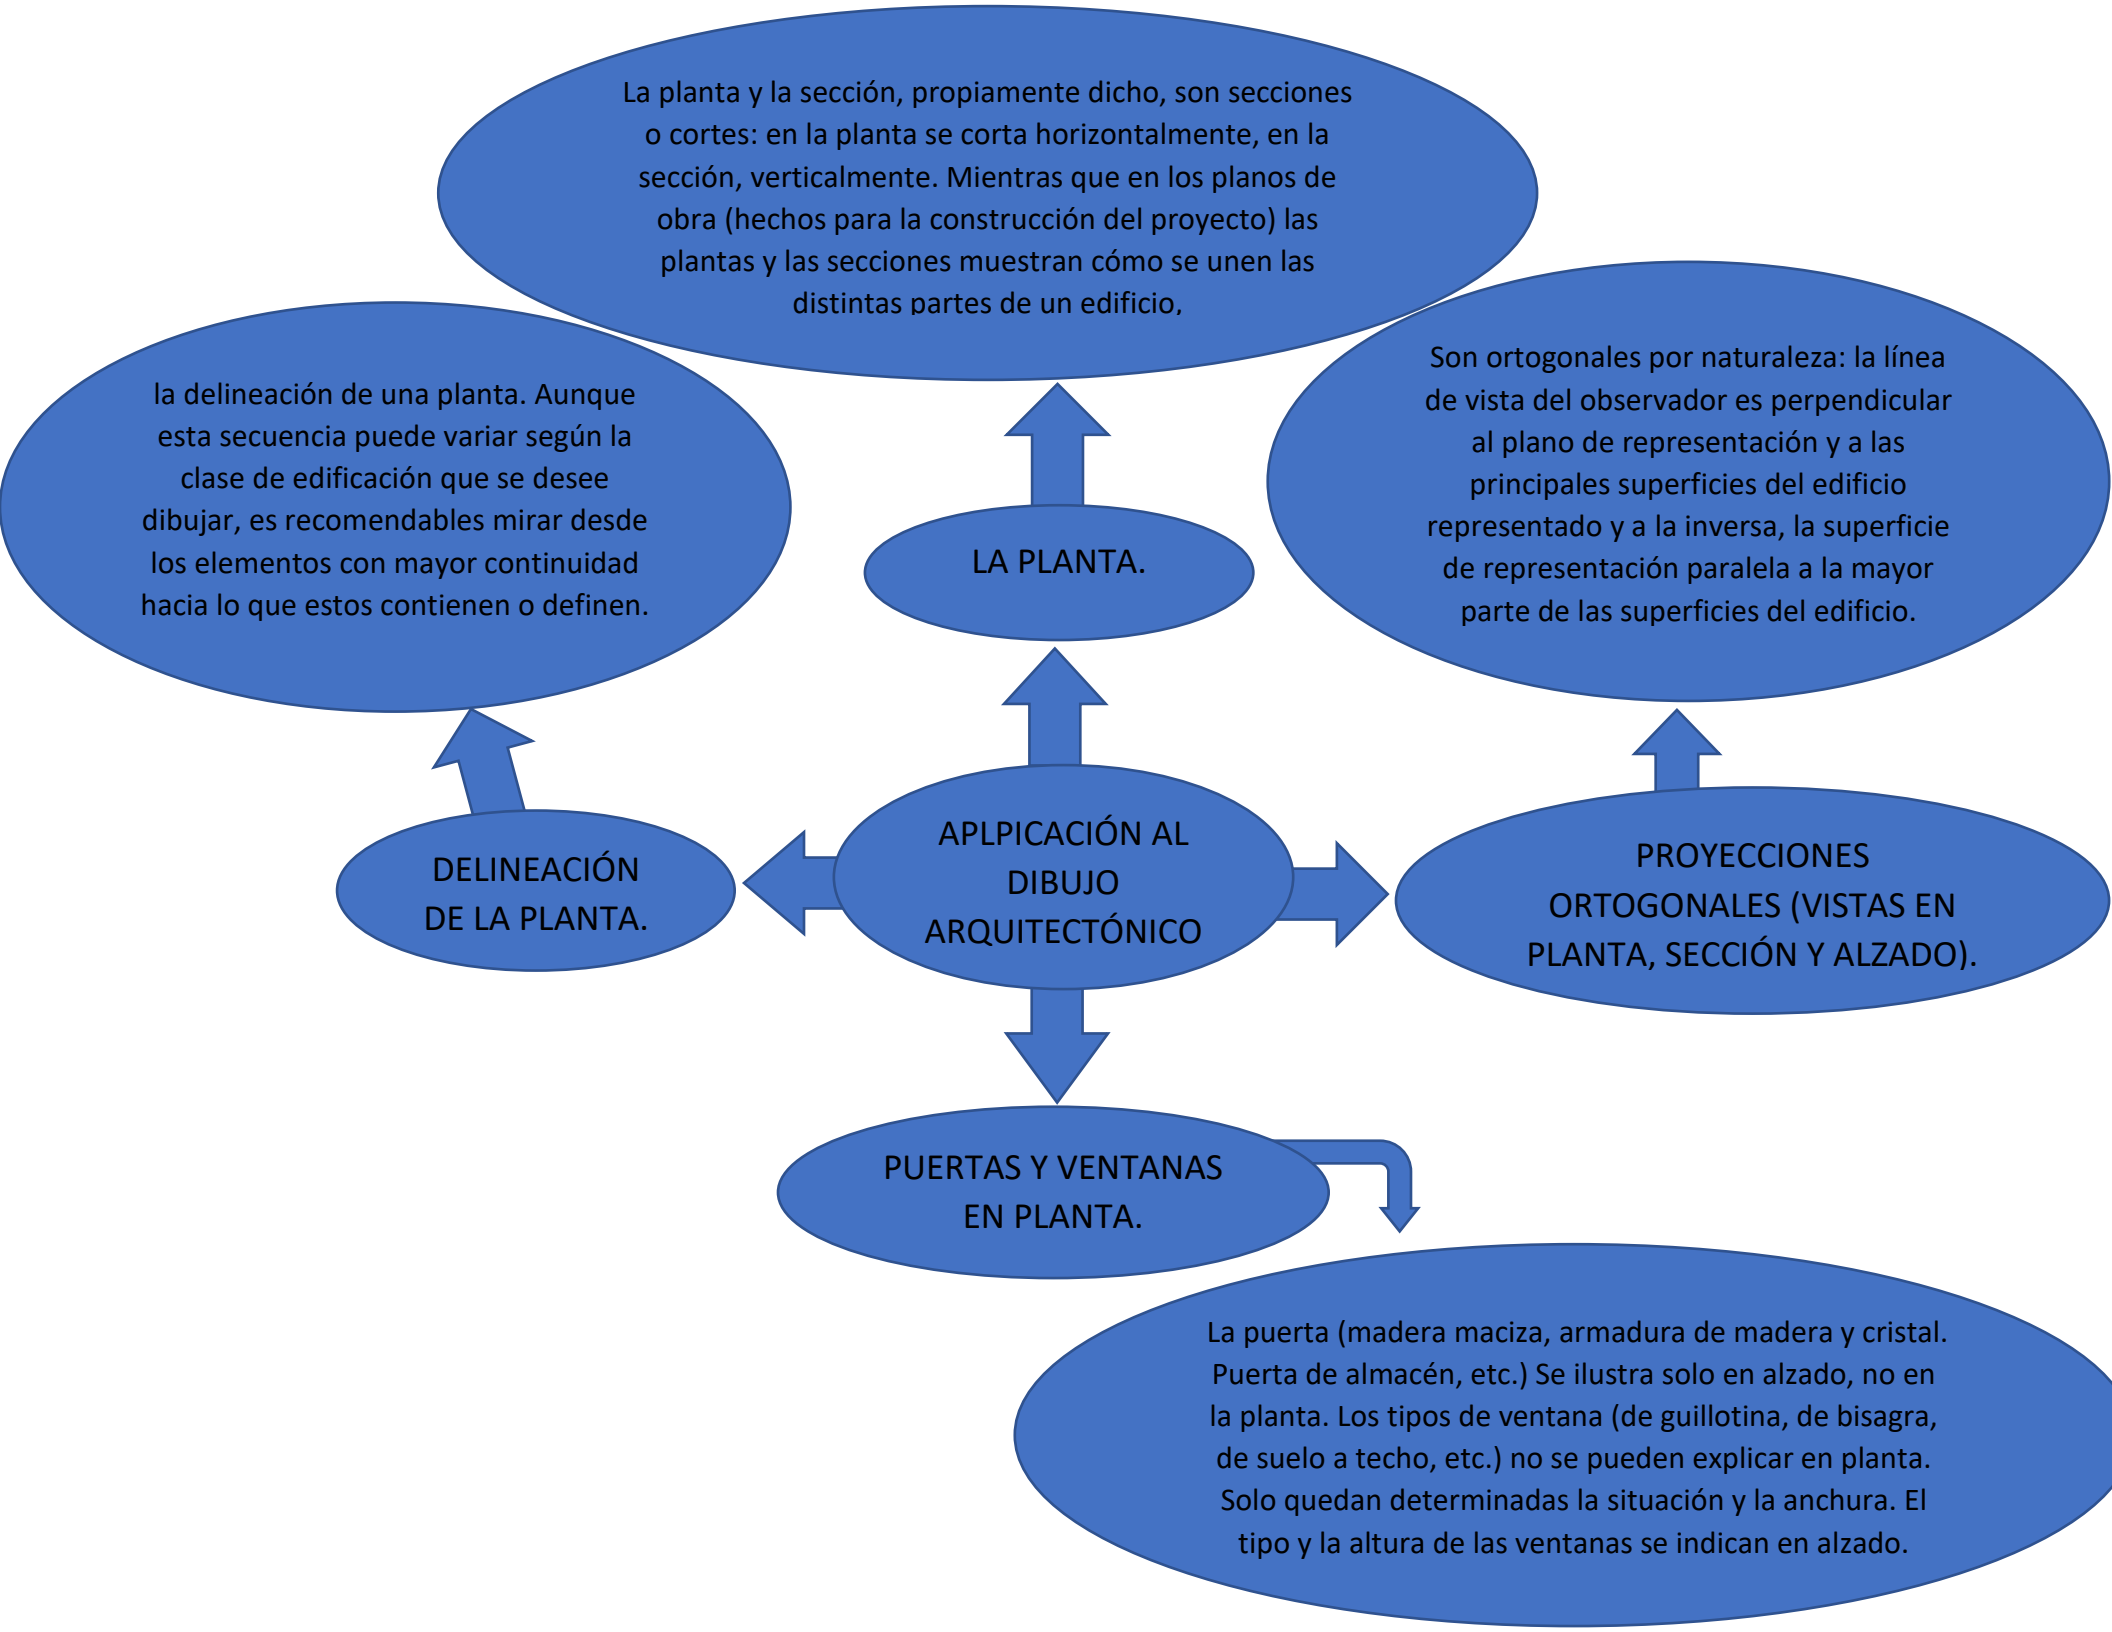 La planta y la sección, propiamente dicho, son secciones
o cortes: en la planta se corta horizontalmente, en la
sección, verticalmente. Mientras que en los planos de
obra (hechos para la construcción del proyecto) las
plantas y las secciones muestran cómo se unen las
distintas partes de un edificio,
la delineación de una planta. Aunque
esta secuencia puede variar según la
clase de edificación que se desee
dibujar, es recomendables mirar desde
los elementos con mayor continuidad
hacia lo que estos contienen o definen.
Son ortogonales por naturaleza: la línea
de vista del observador es perpendicular
al plano de representación y a las
principales superficies del edificio
representado y a la inversa, la superficie
de representación paralela a la mayor
parte de las superficies del edificio.
LA PLANTA.
DELINEACIÓN
DE LA PLANTA.
APLPICACIÓN AL
DIBUJO
ARQUITECTÓNICO
PROYECCIONES
ORTOGONALES (VISTAS EN
PLANTA, SECCIÓN Y ALZADO).
PUERTAS Y VENTANAS
EN PLANTA.
La puerta (madera maciza, armadura de madera y cristal.
Puerta de almacén, etc.) Se ilustra solo en alzado, no en
la planta. Los tipos de ventana (de guillotina, de bisagra,
de suelo a techo, etc.) no se pueden explicar en planta.
Solo quedan determinadas la situación y la anchura. El
tipo y la altura de las ventanas se indican en alzado.